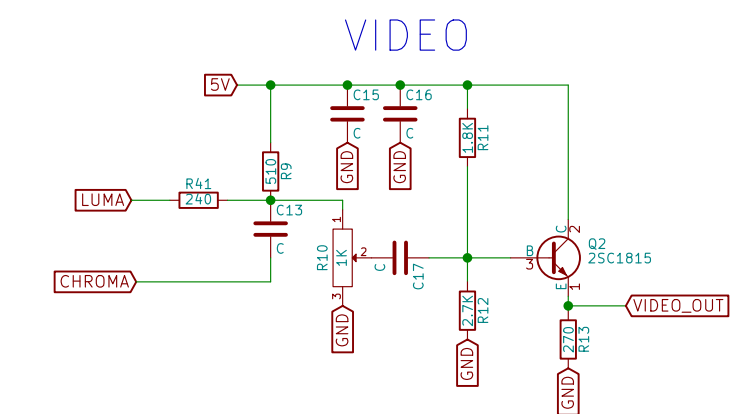 VIDEO
5V
C15
C
GND
C16
C
GND
1.8K
R11
510
R9
R41
240
LUMA
C13
C
CHROMA
1
R10
1K
2
3
GND
C
C17
B
3
C
2
Q2
2SC1815
E
1
2.7K
R12
GND
VIDEO_OUT
270
R13
GND